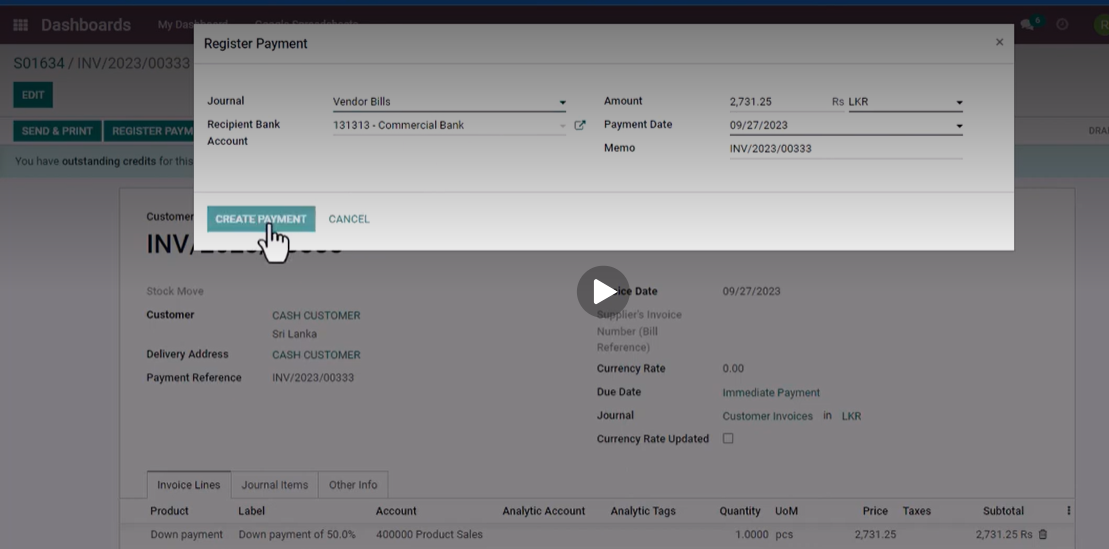 Dashboards My Dashboard Google Spreadsheets 6
Register Payment ×
S01634 / INV/2023/00333
EDIT
Journal Vendor Bills Amount 2,731.25 Rs LKR
Recipient Bank Account 131313 - Commercial Bank Payment Date 09/27/2023
Memo INV/2023/00333
SEND & PRINT REGISTER PAYM
You have outstanding credits for this
CREATE PAYMENT CANCEL
Customer
INV/
Stock Move Date 09/27/2023
Customer CASH CUSTOMER
Sri Lanka
Supplier's Invoice
Number (Bill
Reference)
Delivery Address CASH CUSTOMER
Payment Reference INV/2023/00333
Currency Rate 0.00
Due Date Immediate Payment
Journal Customer Invoices in LKR
Currency Rate Updated
Invoice Lines Journal Items Other Info
Product Label Account Analytic Account Analytic Tags Quantity UoM Price Taxes Subtotal
Down payment Down payment of 50.0% 400000 Product Sales 1.0000 pcs 2,731.25 2,731.25 Rs